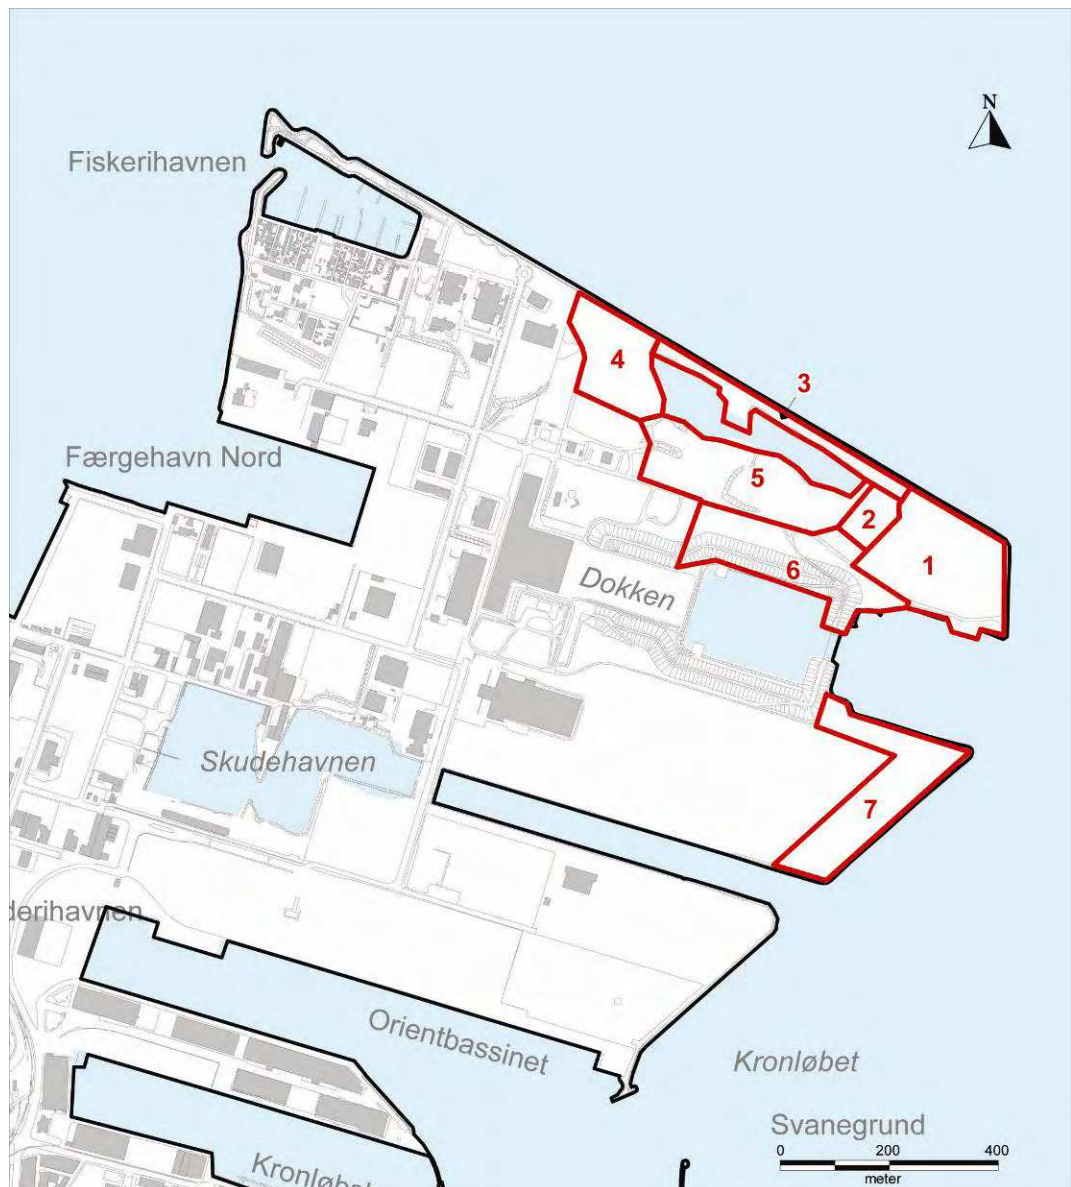 N
Fiskerihavnen
4
3
Færgehavn Nord
5
2
1
6
Dokken
Skudehavnen
7
derihavnen
Orientbassinet
Kronløbet
Svanegrund
0 200 400
meter